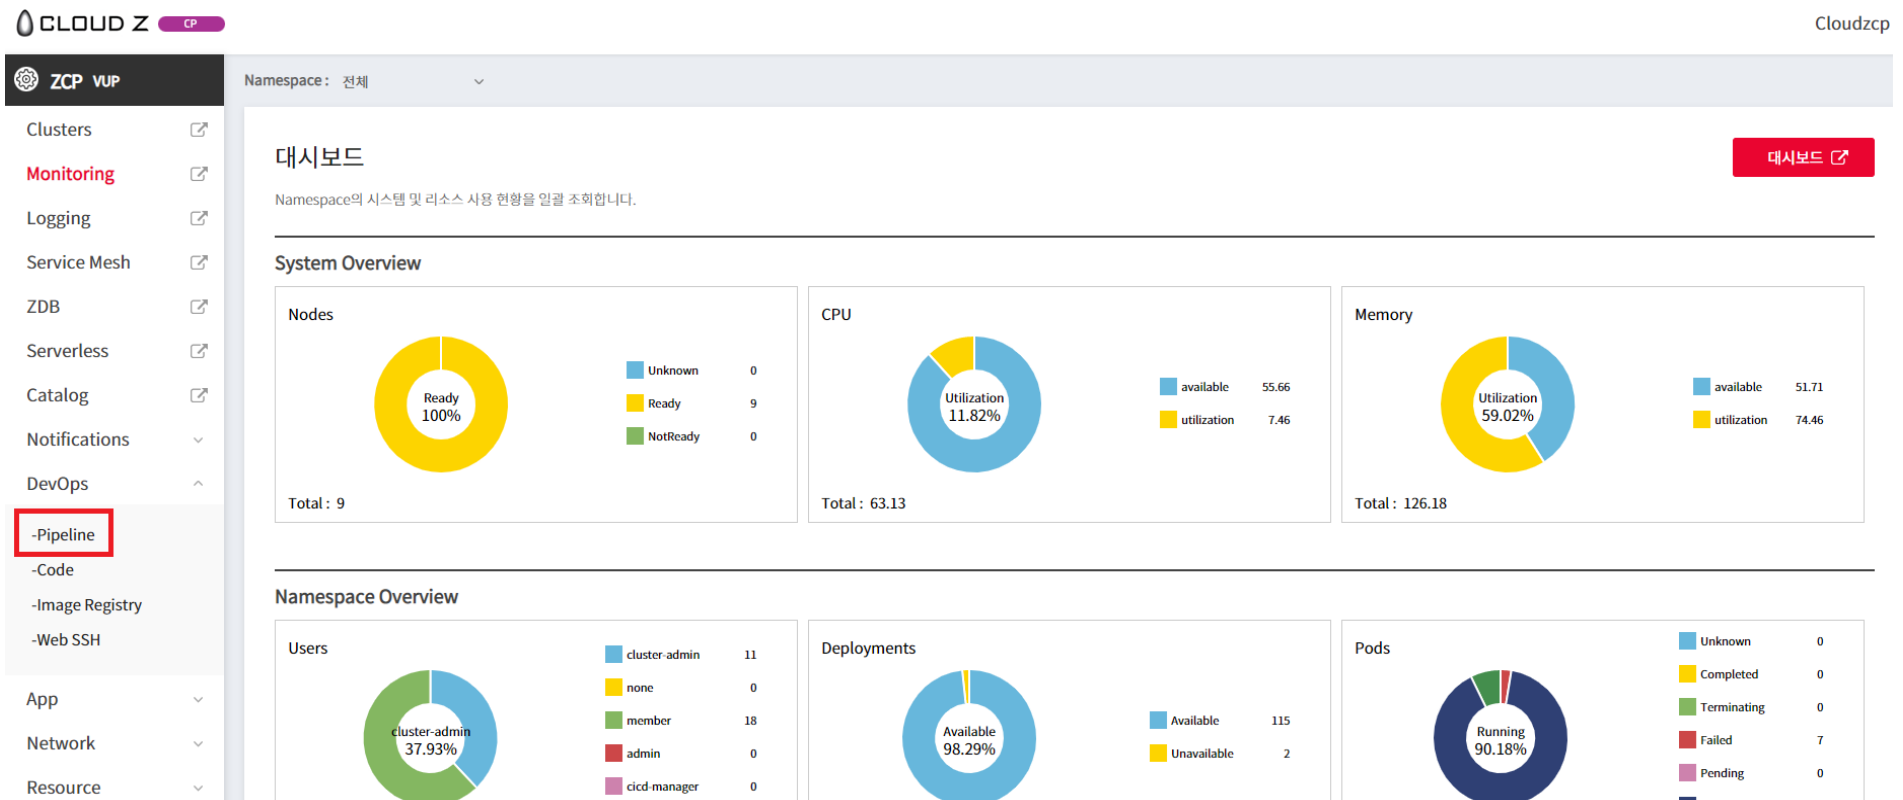 CLOUD Z CP
Cloudzcp
ZCP VUP
Namespace : 전체
Clusters
Monitoring
Logging
Service Mesh
ZDB
Serverless
Catalog
Notifications
DevOps
-Pipeline
-Code
-Image Registry
-Web SSH
App
Network
Resource
대시보드
대시보드
Namespace의 시스템 및 리소스 사용 현황을 일괄 조회합니다.
System Overview
Nodes
Ready
100%
Unknown 0
Ready 9
NotReady 0
Total : 9
CPU
Utilization
11.82%
available 55.66
utilization 7.46
Total : 63.13
Memory
Utilization
59.02%
available 51.71
utilization 74.46
Total : 126.18
Namespace Overview
Users
cluster-admin
37.93%
cluster-admin 11
none 0
member 18
admin 0
cicd-manager 0
Deployments
Available
98.29%
Available 115
Unavailable 2
Pods
Running
90.18%
Unknown 0
Completed 0
Terminating 0
Failed 7
Pending 0